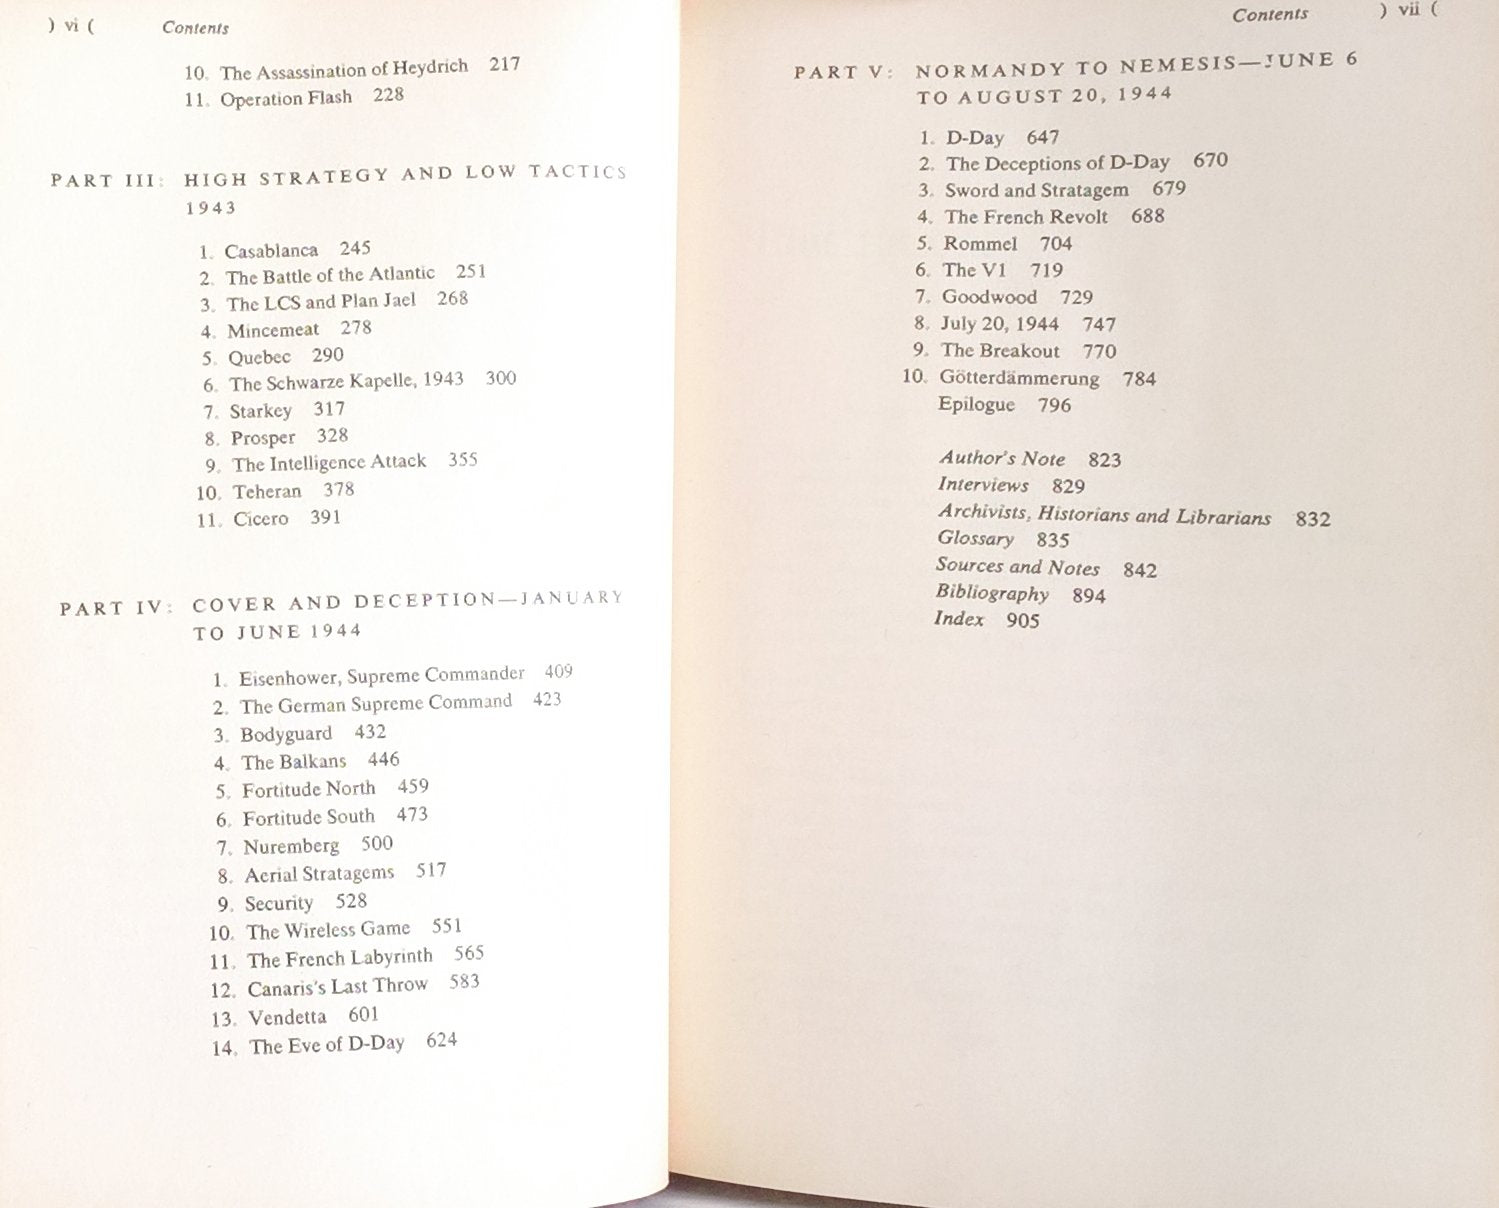 ) vi (   Contents
10. The Assassination of Heydrich 217
11. Operation Flash 228
PART III: HIGH STRATEGY AND LOW TACTICS
1943
1. Casablanca 245
2. The Battle of the Atlantic 251
3. The LCS and Plan Jael 268
4. Mincemeat 278
5. Quebec 290
6. The Schwarze Kapelle, 1943 300
7. Starkey 317
8. Prosper 328
9. The Intelligence Attack 355
10. Teheran 378
11. Cicero 391
PART IV: COVER AND DECEPTION—JANUARY
TO JUNE 1944
1. Eisenhower, Supreme Commander 409
2. The German Supreme Command 423
3. Bodyguard 432
4. The Balkans 446
5. Fortitude North 459
6. Fortitude South 473
7. Nuremberg 500
8. Aerial Stratagems 517
9. Security 528
10. The Wireless Game 551
11. The French Labyrinth 565
12. Canaris's Last Throw 583
13. Vendetta 601
14. The Eve of D-Day 624
Contents   ) vii (
PART V: NORMANDY TO NEMESIS—JUNE 6
TO AUGUST 20, 1944
1. D-Day 647
2. The Deceptions of D-Day 670
3. Sword and Stratagem 679
4. The French Revolt 688
5. Rommel 704
6. The V1 719
7. Goodwood 729
8. July 20, 1944 747
9. The Breakout 770
10. Götterdämmerung 784
Epilogue 796
Author's Note 823
Interviews 829
Archivists, Historians and Librarians 832
Glossary 835
Sources and Notes 842
Bibliography 894
Index 905